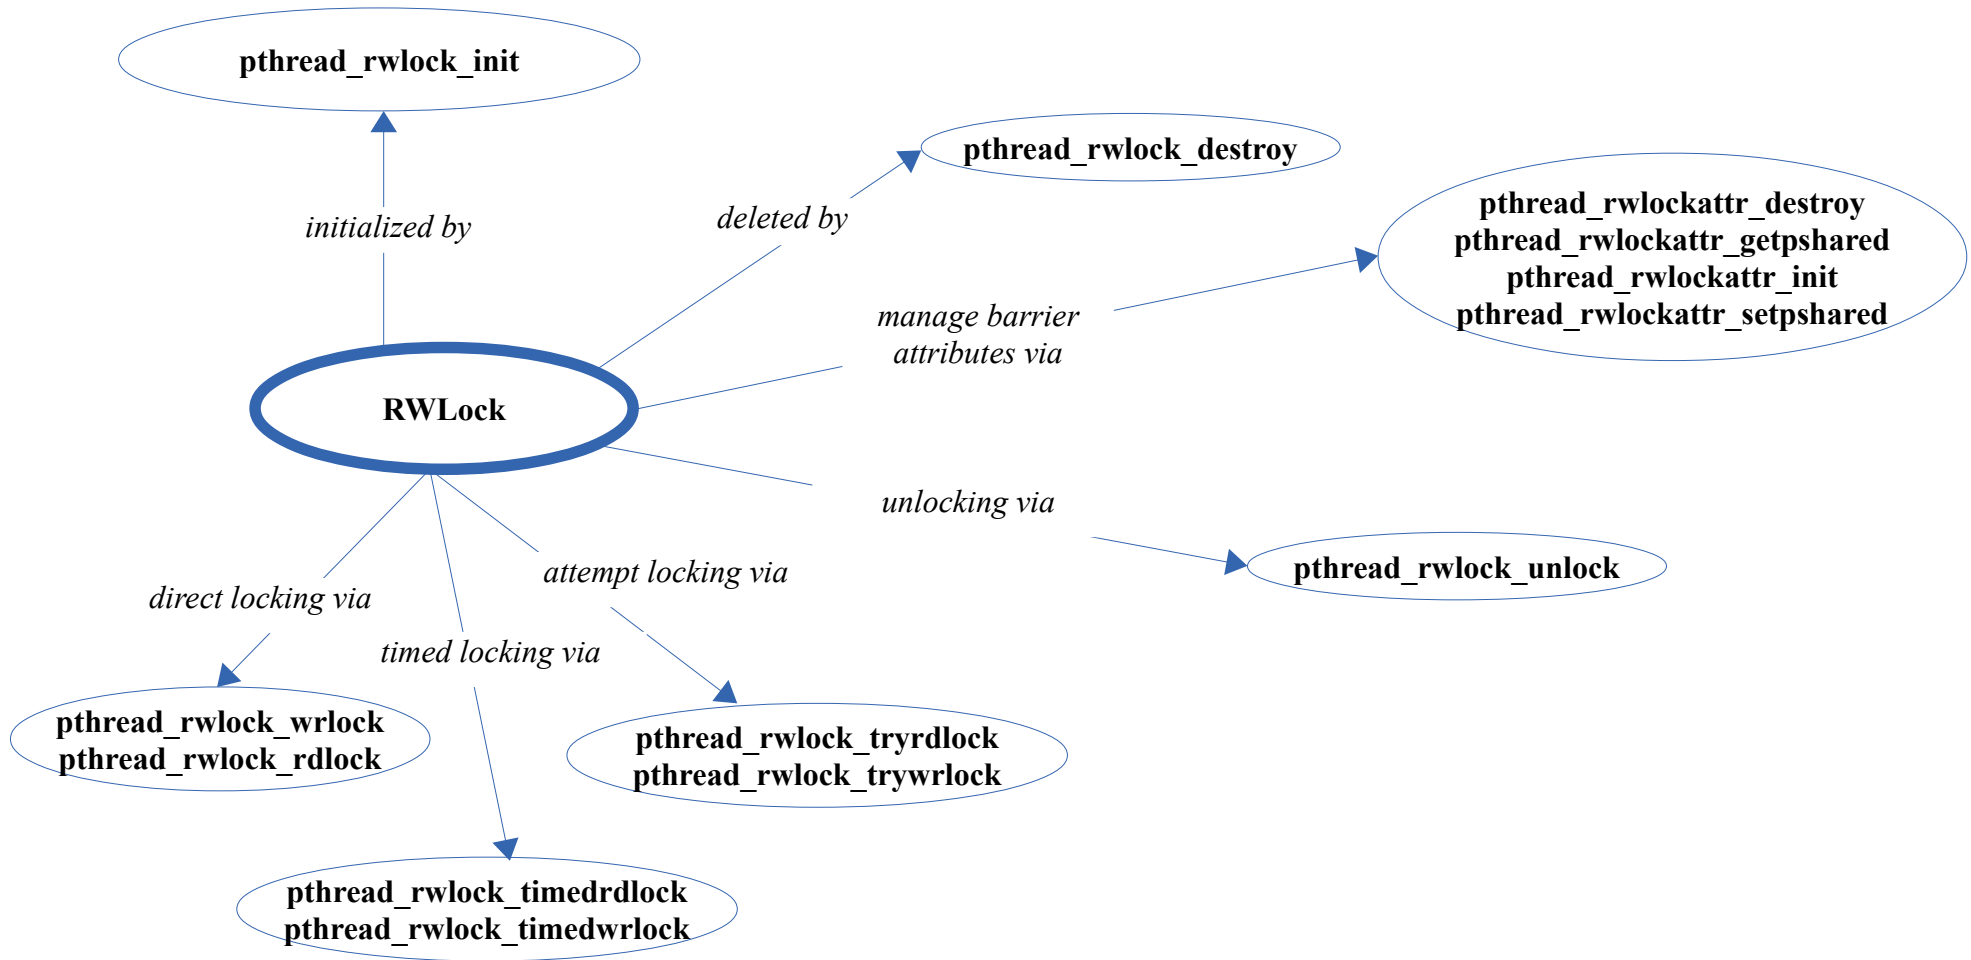 pthread_rwlock_init
pthread_rwlock_destroy
initialized by
deleted by
pthread_rwlockattr_destroy
pthread_rwlockattr_getpshared
pthread_rwlockattr_init
pthread_rwlockattr_setpshared
manage barrier
attributes via
RWLock
unlocking via
pthread_rwlock_unlock
attempt locking via
direct locking via
timed locking via
pthread_rwlock_wrlock
pthread_rwlock_rdlock
pthread_rwlock_tryrdlock
pthread_rwlock_trywrlock
pthread_rwlock_timedrdlock
pthread_rwlock_timedwrlock